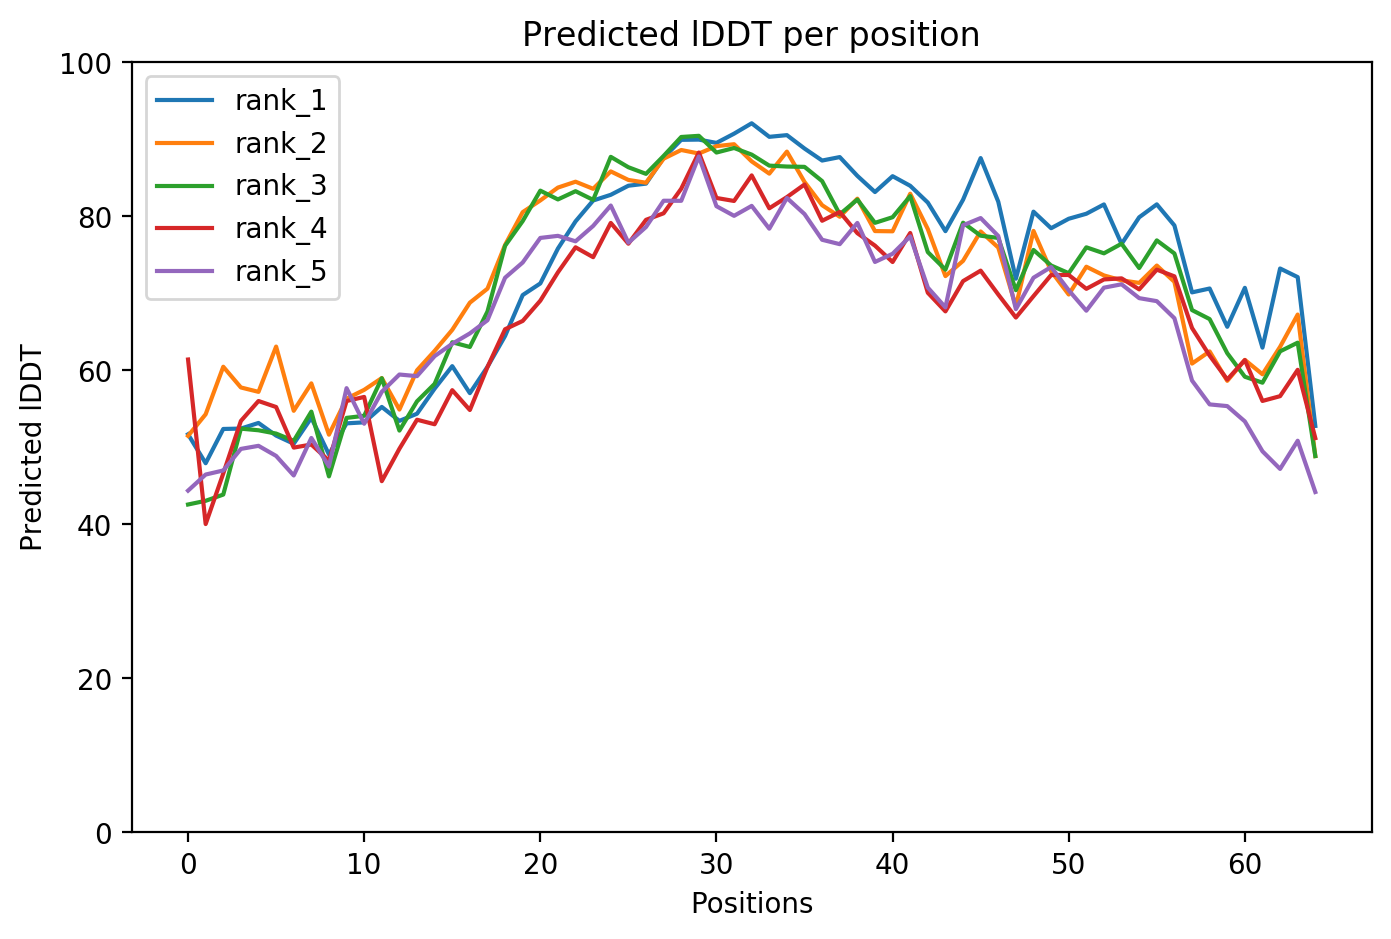 Predicted lDDT per position
100
80
60
40
20
0
Predicted lDDT
rank_1
rank_2
rank_3
rank_4
rank_5
0 10 20 30 40 50 60
Positions